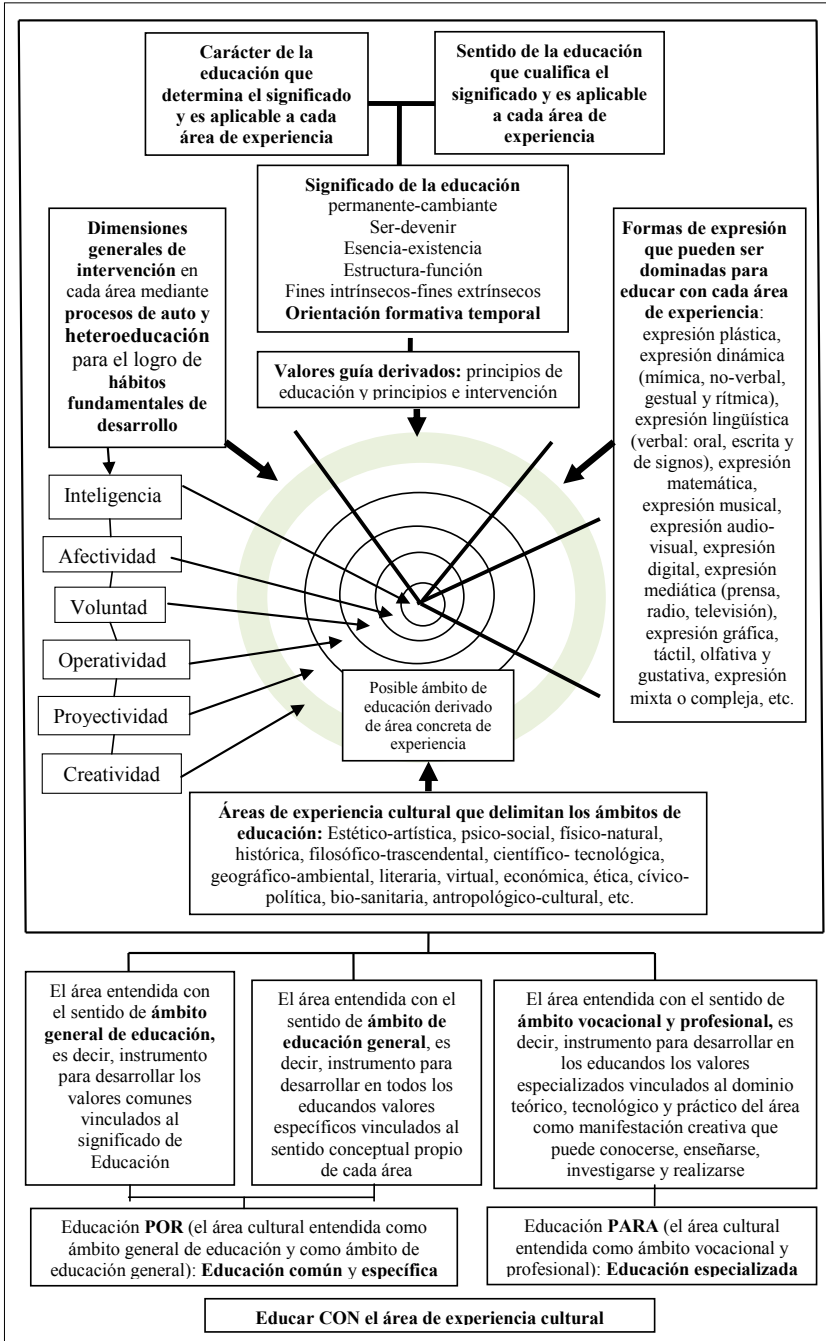 Carácter de la
educación que
determina el significado
y es aplicable a cada
área de experiencia
Sentido de la educación
que cualifica el
significado y es aplicable
a cada área de
experiencia
Significado de la educación
permanente-cambiante
Ser-devenir
Esencia-existencia
Estructura-función
Fines intrínsecos-fines extrínsecos
Orientación formativa temporal
Dimensiones
generales de
intervención en
cada área mediante
procesos de auto y
heteroeducación
para el logro de
hábitos
fundamentales de
desarrollo
Formas de expresión
que pueden ser
dominadas para
educar con cada área
de experiencia:
expresión plástica,
expresión dinámica
(mímica, no-verbal,
gestual y rítmica),
expresión lingüística
(verbal: oral, escrita y
de signos), expresión
matemática,
expresión musical,
expresión audio-
visual, expresión
digital, expresión
mediática (prensa,
radio, televisión),
expresión gráfica,
táctil, olfativa y
gustativa, expresión
mixta o compleja, etc.
Valores guía derivados: principios de
educación y principios e intervención
Inteligencia
Afectividad
Voluntad
Operatividad
Proyectividad
Creatividad
Posible ámbito de
educación derivado
de área concreta de
experiencia
Áreas de experiencia cultural que delimitan los ámbitos de
educación: Estético-artística, psico-social, físico-natural,
histórica, filosófico-trascendental, científico- tecnológica,
geográfico-ambiental, literaria, virtual, económica, ética, cívico-
política, bio-sanitaria, antropológico-cultural, etc.
El área entendida con
el sentido de ámbito
general de educación,
es decir, instrumento
para desarrollar los
valores comunes
vinculados al
significado de
Educación
El área entendida con el
sentido de ámbito de
educación general, es
decir, instrumento para
desarrollar en todos los
educandos valores
específicos vinculados al
sentido conceptual propio
de cada área
El área entendida con el sentido de
ámbito vocacional y profesional, es
decir, instrumento para desarrollar en
los educandos los valores
especializados vinculados al dominio
teórico, tecnológico y práctico del área
como manifestación creativa que
puede conocerse, enseñarse,
investigarse y realizarse
Educación POR (el área cultural entendida como
ámbito general de educación y como ámbito de
educación general): Educación común y específica
Educación PARA (el área cultural
entendida como ámbito vocacional y
profesional): Educación especializada
Educar CON el área de experiencia cultural